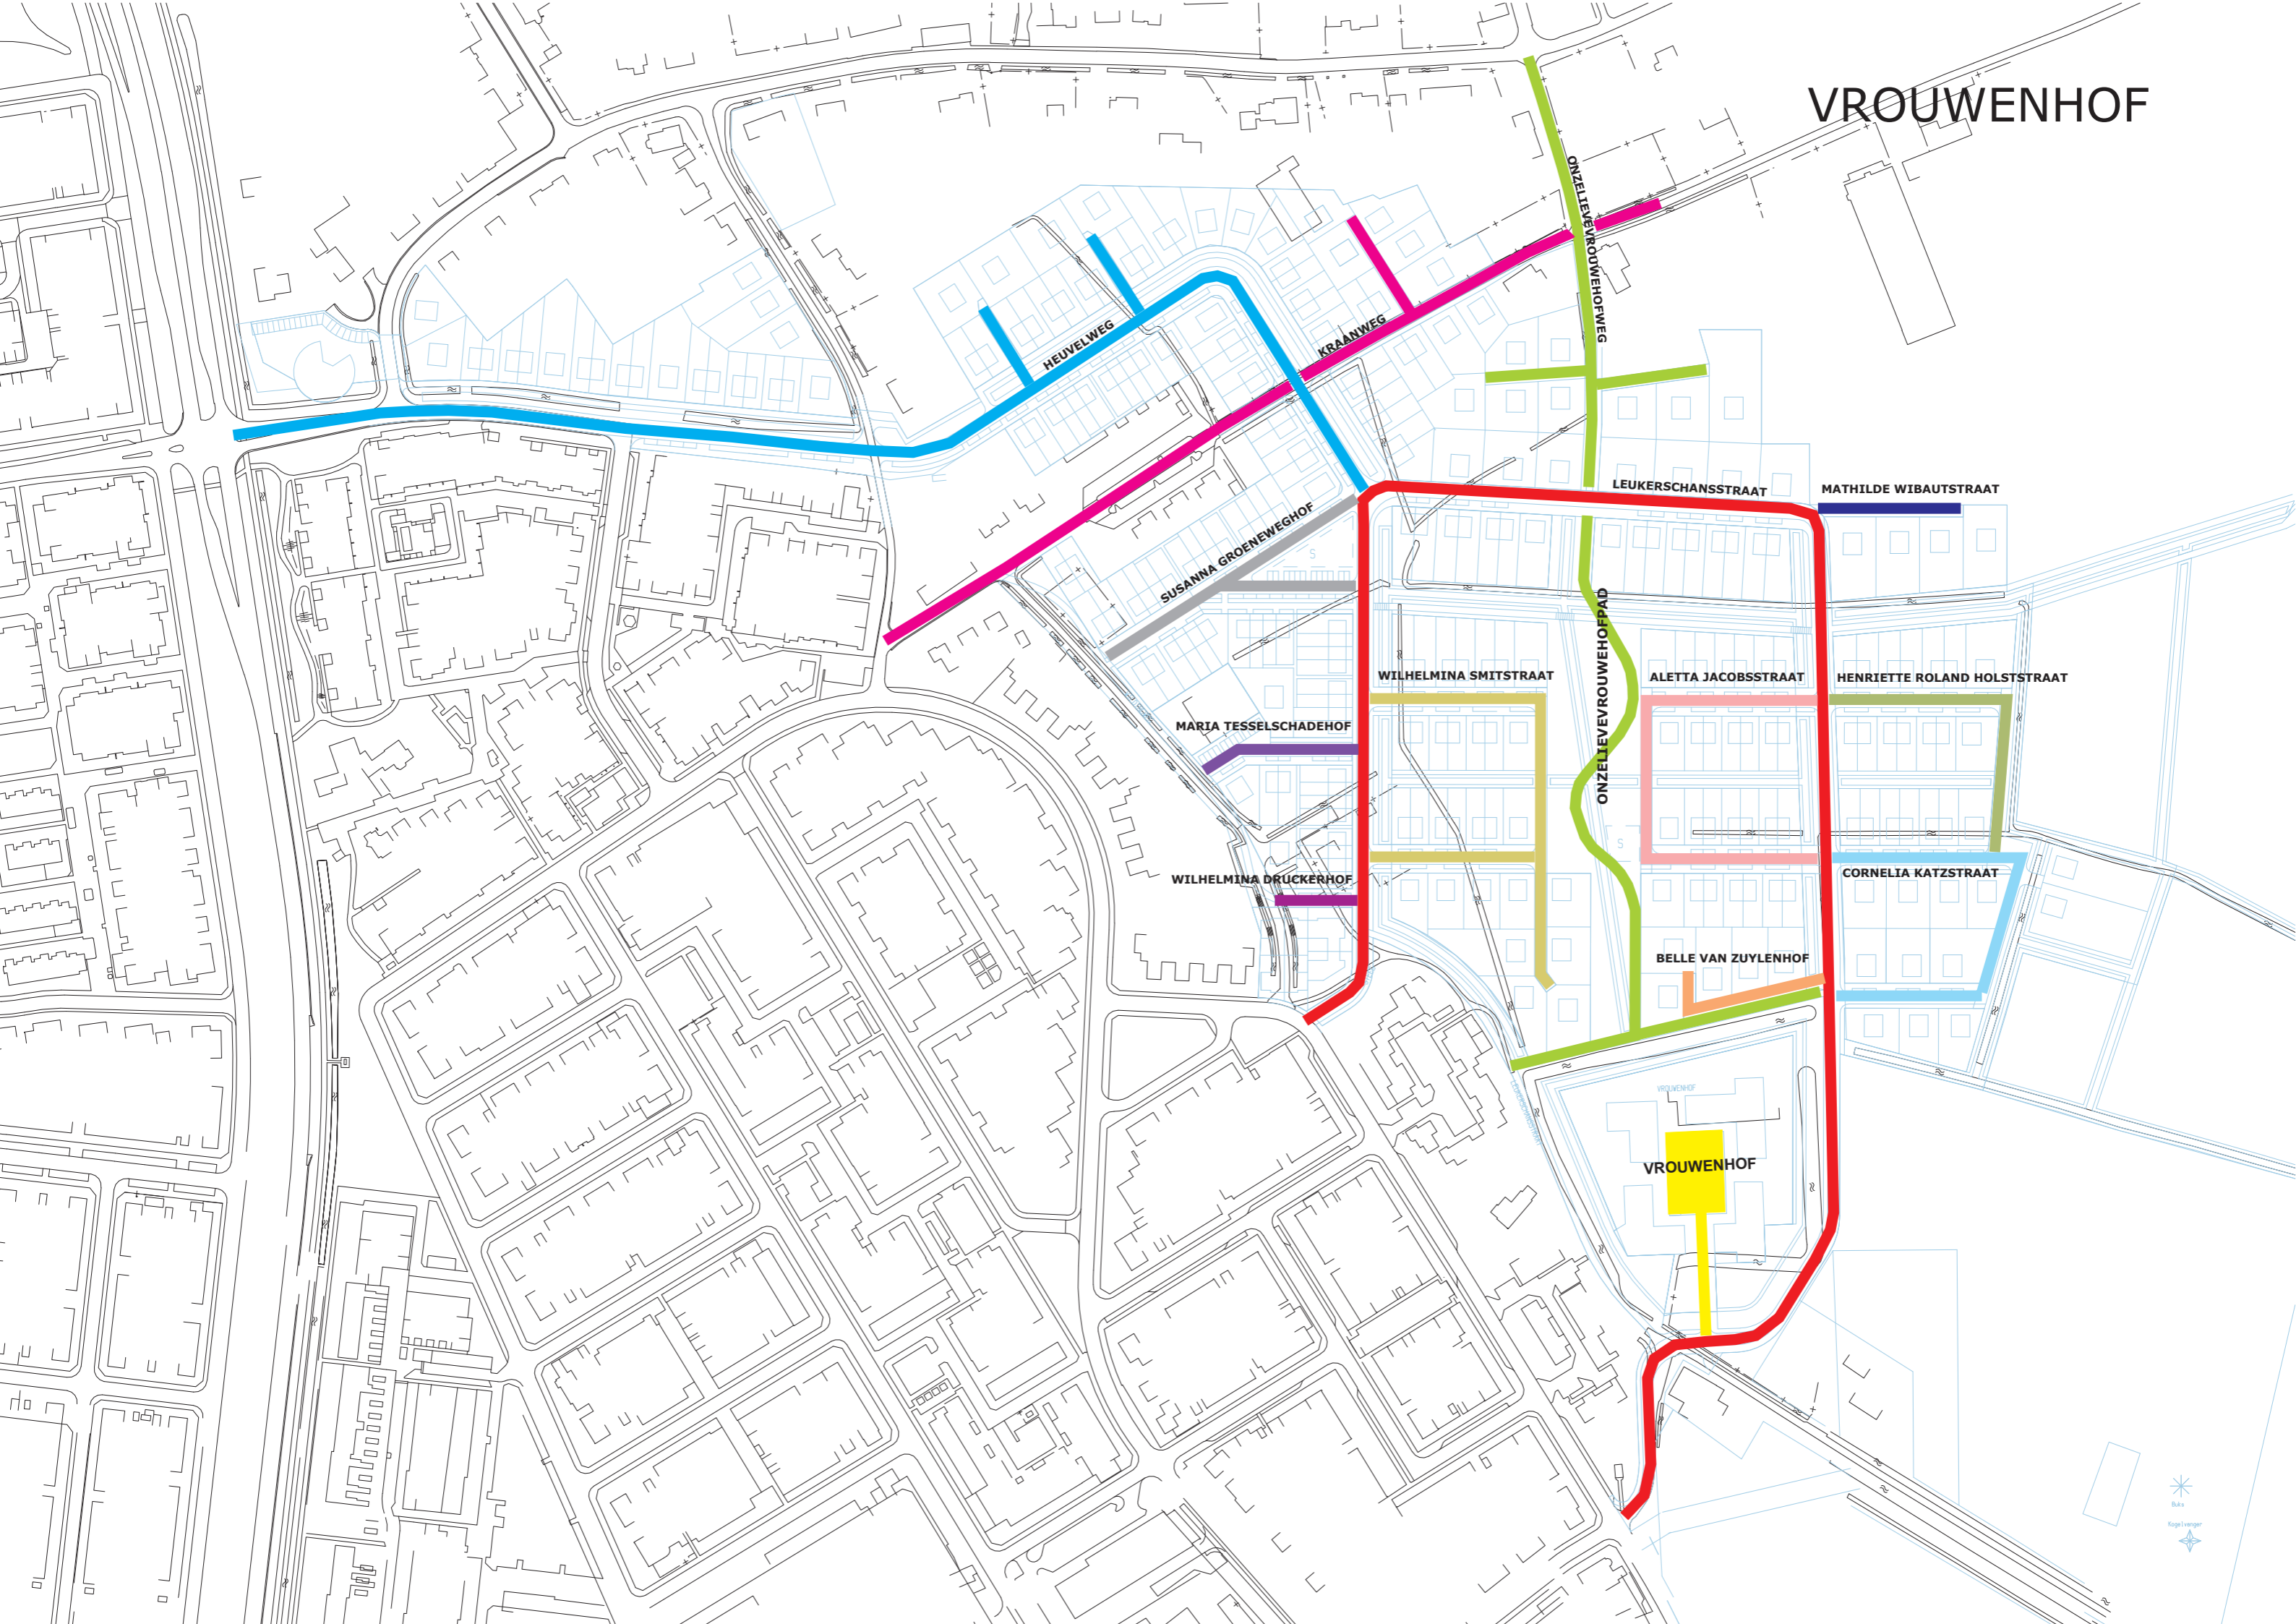 VROUWENHOF
ONZELIEVEVROUWEHOFWEG
HEUVELWEG
KRAANWEG
LEUKERSCHANSSTRAAT
MATHILDE WIBAUTSTRAAT
SUSANNA GROENEWEGHOF
S
ONZELIEVEVROUWEHOFPAD
WILHELMINA SMITSTRAAT
ALETTA JACOBSSTRAAT
HENRIETTE ROLAND HOLSTSTRAAT
MARIA TESSELSCHADEHOF
S
WILHELMINA DRUCKERHOF
CORNELIA KATZSTRAAT
BELLE VAN ZUYLENHOF
VROUWENHOF
VROUWENHOF